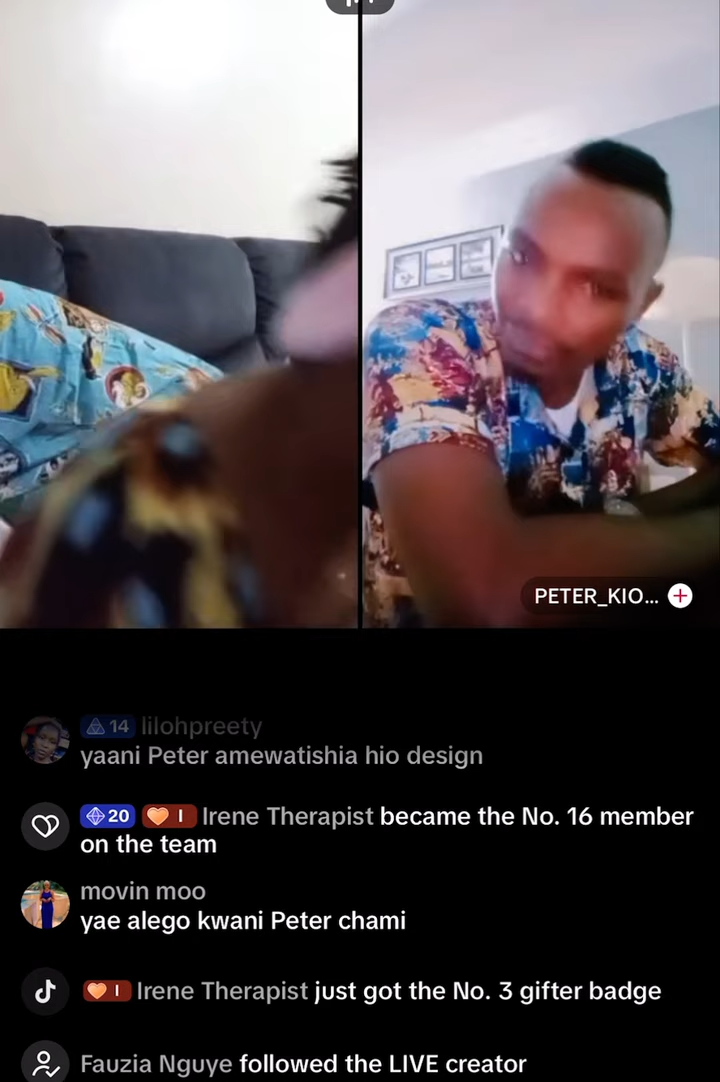 PETER_KIO...
14 lilohpreety
yaani Peter amewatishia hio design
20 I Irene Therapist became the No. 16 member
on the team
movin moo
yae alego kwani Peter chami
I Irene Therapist just got the No. 3 gifter badge
Fauzia Nguye followed the LIVE creator